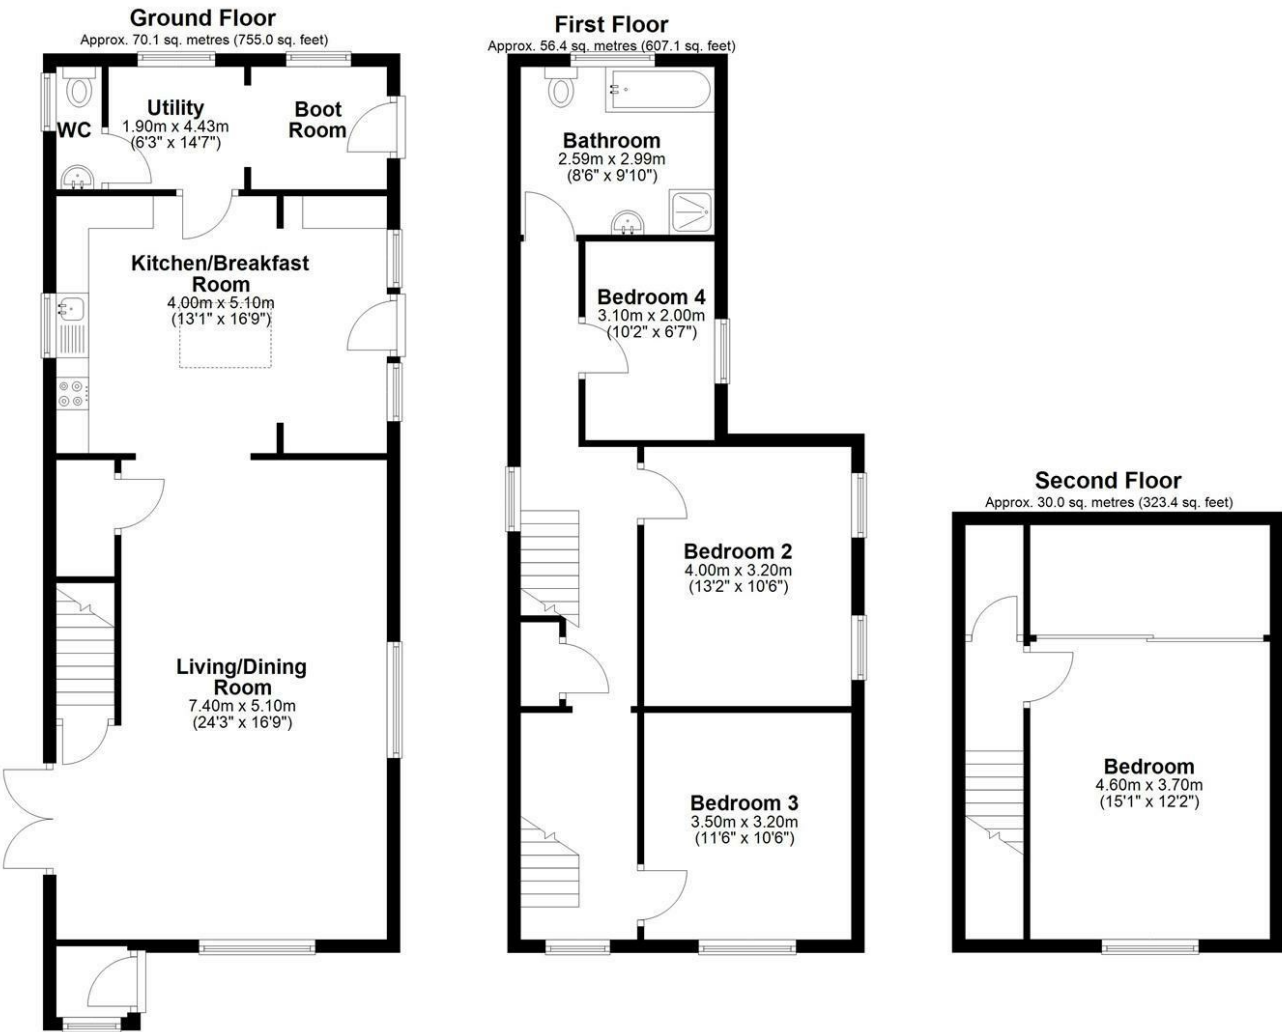 Ground Floor
Approx. 70.1 sq. metres (755.0 sq. feet)
WC
Utility
1.90m x 4.43m
(6'3" x 14'7")
Boot
Room
Kitchen/Breakfast
Room
4.00m x 5.10m
(13'1" x 16'9")
Living/Dining
Room
7.40m x 5.10m
(24'3" x 16'9")
First Floor
Approx. 56.4 sq. metres (607.1 sq. feet)
Bathroom
2.59m x 2.99m
(8'6" x 9'10")
Bedroom 4
3.10m x 2.00m
(10'2" x 6'7")
Bedroom 2
4.00m x 3.20m
(13'2" x 10'6")
Bedroom 3
3.50m x 3.20m
(11'6" x 10'6")
Second Floor
Approx. 30.0 sq. metres (323.4 sq. feet)
Bedroom
4.60m x 3.70m
(15'1" x 12'2")